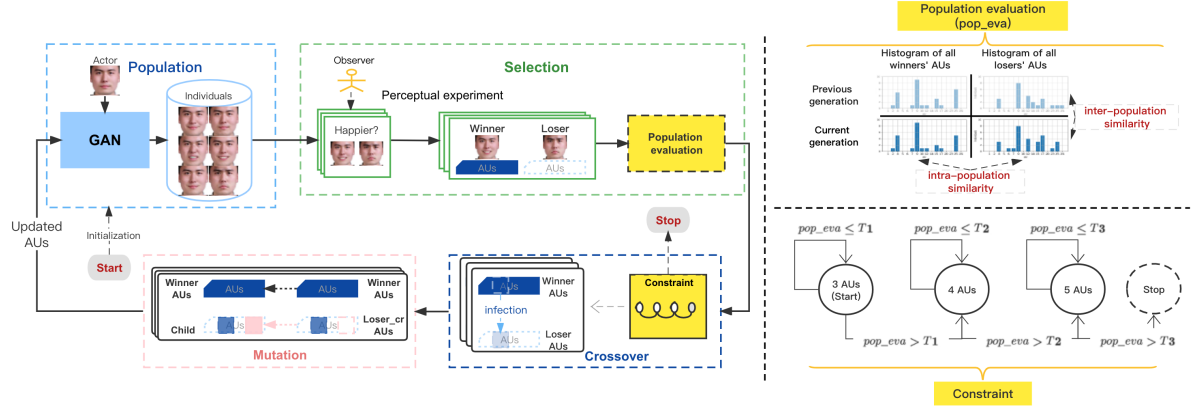 Actor
Population
Individuals
GAN
Updated
AUs
Initialization
Start
Observer
Selection
Perceptual experiment
Happier?
Winner
Loser
AUs
AUs
Population
evaluation
Stop
Winner
AUs
AUs
AUs
Winner
AUs
Child
AUs
AUs
Loser_cr
AUs
Mutation
AUs
Winner
AUs
infection
AUs
Loser
AUs
Crossover
Constraint
Population evaluation
(pop_eva)
Histogram of all
winners' AUs
Histogram of all
losers' AUs
Previous
generation
Current
generation
inter-population
similarity
intra-population
similarity
pop_eva ≤ T1
pop_eva ≤ T2
pop_eva ≤ T3
3 AUs
(Start)
4 AUs
5 AUs
Stop
pop_eva > T1
pop_eva > T2
pop_eva > T3
Constraint